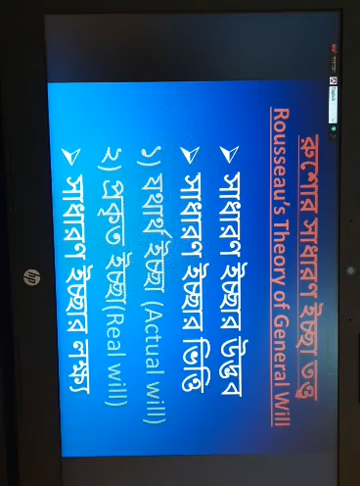 রুশোর সাধারণ ইচ্ছা তত্ত্ব
Rousseau's Theory of General Will
➤ সাধারণ ইচ্ছার উদ্ভব
➤ সাধারণ ইচ্ছার ভিত্তি
১) যথার্থ ইচ্ছা (Actual will)
২) প্রকৃত ইচ্ছা(Real will)
➤ সাধারণ ইচ্ছার লক্ষ্য
hp